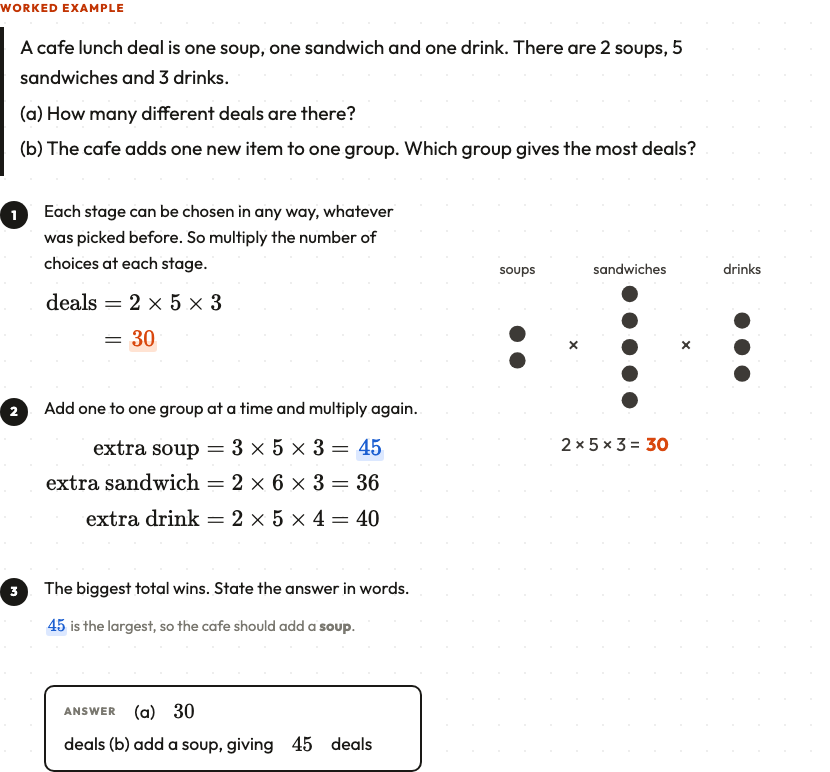 WORKED EXAMPLE
A cafe lunch deal is one soup, one sandwich and one drink. There are 2 soups, 5
sandwiches and 3 drinks.
(a) How many different deals are there?
(b) The cafe adds one new item to one group. Which group gives the most deals?
1
Each stage can be chosen in any way, whatever
was picked before. So multiply the number of
choices at each stage.
deals = 2 × 5 × 3
= 30
soups sandwiches drinks
× ×
2 × 5 × 3 = 30
2
Add one to one group at a time and multiply again.
extra soup = 3 × 5 × 3 = 45
extra sandwich = 2 × 6 × 3 = 36
extra drink = 2 × 5 × 4 = 40
3
The biggest total wins. State the answer in words.
45 is the largest, so the cafe should add a soup.
ANSWER (a) 30
deals (b) add a soup, giving 45 deals